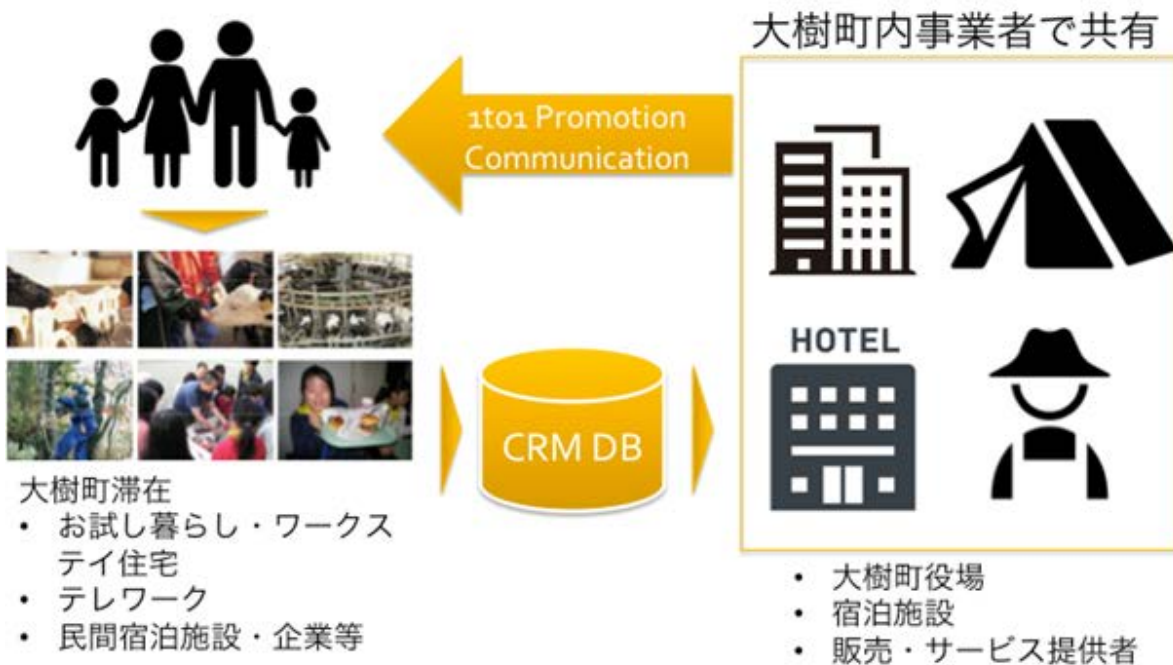 大樹町内事業者で共有
1to1 Promotion
Communication
HOTEL
CRM DB
大樹町滞在
• お試し暮らし・ワークス
テイ住宅
• テレワーク
• 民間宿泊施設・企業等
• 大樹町役場
• 宿泊施設
• 販売・サービス提供者